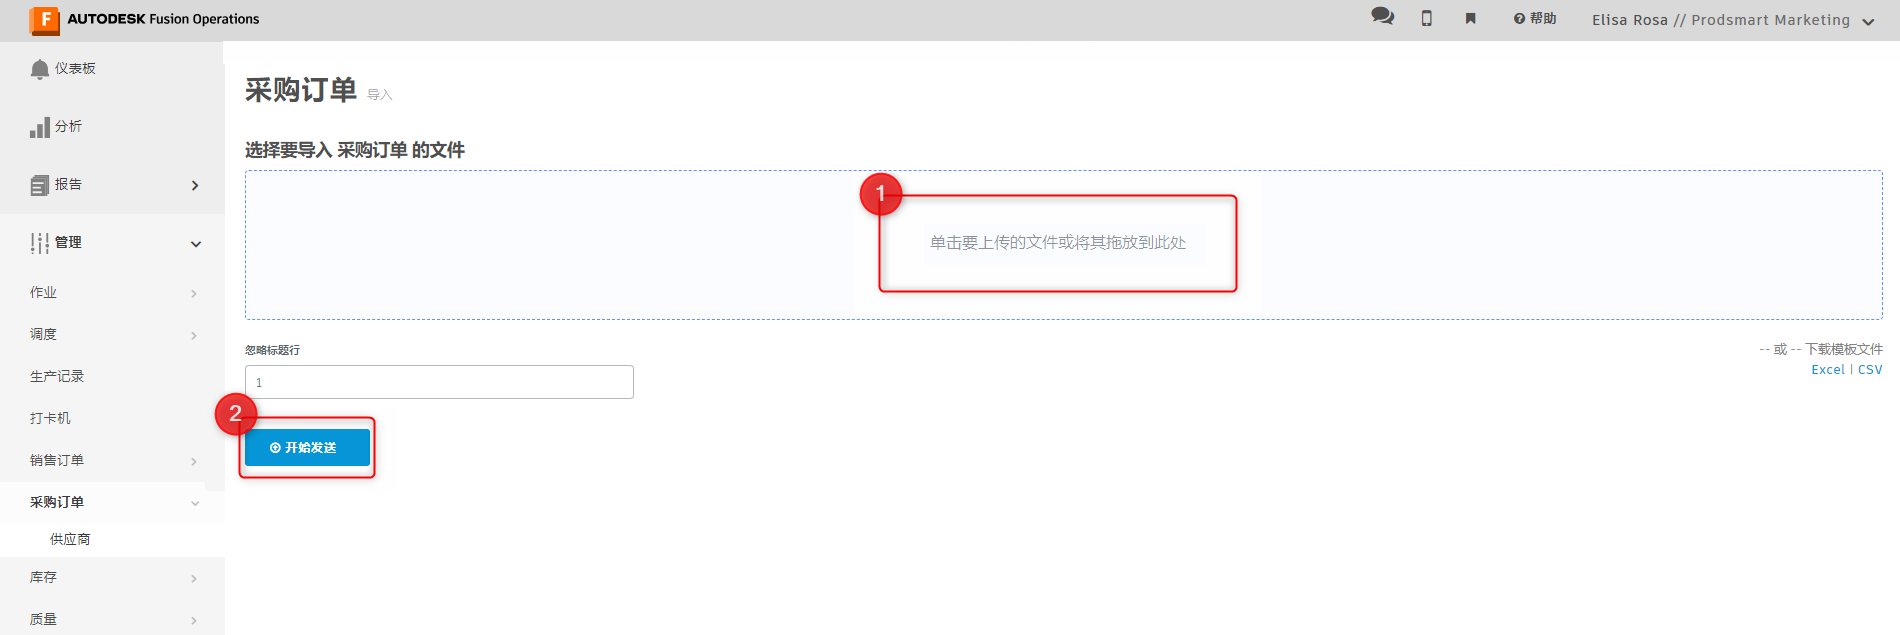 AUTODESK Fusion Operations
帮助
Elisa Rosa // Prodsmart Marketing
仪表板
分析
报告
管理
作业
调度
生产记录
打卡机
销售订单
采购订单
供应商
库存
质量
采购订单 导入
选择要导入 采购订单 的文件
1
单击要上传的文件或将其拖放到此处
忽略标题行
1
-- 或 -- 下载模板文件
Excel | CSV
2
开始发送